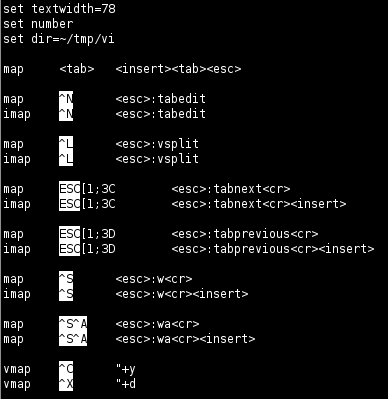 set textwidth=78
set number
set dir=~/tmp/vi
map <tab> <insert><tab><esc>
map ^N <esc>:tabedit
imap ^N <esc>:tabedit
map ^L <esc>:vsplit
imap ^L <esc>:vsplit
map ESC[1;3C <esc>:tabnext<cr>
imap ESC[1;3C <esc>:tabnext<cr><insert>
map ESC[1;3D <esc>:tabprevious<cr>
imap ESC[1;3D <esc>:tabprevious<cr><insert>
map ^S <esc>:w<cr>
imap ^S <esc>:w<cr><insert>
map ^S^A <esc>:wa<cr>
imap ^S^A <esc>:wa<cr><insert>
vmap ^C "+y
vmap ^X "+d